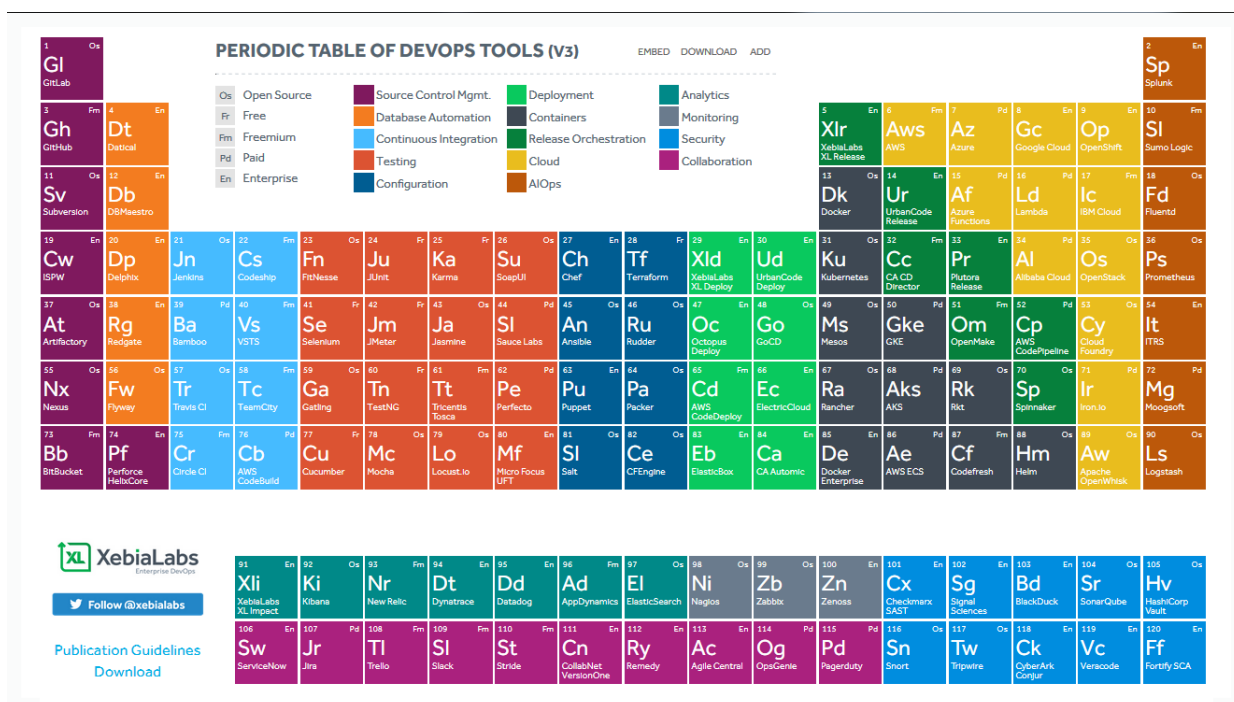 1 Os
Gl
GitLab
PERIODIC TABLE OF DEVOPS TOOLS (V3)
EMBED DOWNLOAD ADD
2 En
Sp
Splunk
Os Open Source
Fr Free
Fm Freemium
Pd Paid
En Enterprise
Source Control Mgmt.
Database Automation
Continuous Integration
Testing
Configuration
Deployment
Containers
Release Orchestration
Cloud
AIOps
Analytics
Monitoring
Security
Collaboration
3 Fm
Gh
GitHub
4 En
Dt
Datical
5 En
Xlr
XebiaLabs
XL Release
6 Fm
Aws
AWS
7 Pd
Az
Azure
8 En
Gc
Google Cloud
9 En
Op
OpenShift
10 Fm
Sl
Sumo Logic
11 Os
Sv
Subversion
12 En
Db
DBMaestro
13 Os
Dk
Docker
14 En
Ur
UrbanCode
Release
15 Pd
Af
Azure
Functions
16 Pd
Ld
Lambda
17 Fm
Ic
IBM Cloud
18 Os
Fd
Fluentd
19 En
Cw
ISPW
20 En
Dp
Delphix
21 Os
Jn
Jenkins
22 Fm
Cs
Codeship
23 Os
Fn
FitNesse
24 Fr
Ju
JUnit
25 Fr
Ka
Karma
26 Os
Su
SoapUI
27 En
Ch
Chef
28 Fr
Tf
Terraform
29 En
Xld
XebiaLabs
XL Deploy
30 En
Ud
UrbanCode
Deploy
31 Os
Ku
Kubernetes
32 Fm
Cc
CA CD
Director
33 En
Pr
Plutora
Release
34 Pd
Al
Alibaba Cloud
35 Os
Os
OpenStack
36 Os
Ps
Prometheus
37 Os
At
Artifactory
38 En
Rg
Redgate
39 Pd
Ba
Bamboo
40 Fm
Vs
VSTS
41 Fr
Se
Selenium
42 Fr
Jm
JMeter
43 Os
Ja
Jasmine
44 Pd
Sl
Sauce Labs
45 Os
An
Ansible
46 Os
Ru
Rudder
47 En
Oc
Octopus
Deploy
48 Os
Go
GoCD
49 Os
Ms
Mesos
50 Pd
Gke
GKE
51 Fm
Om
OpenMake
52 Pd
Cp
AWS
CodePipeline
53 Os
Cy
Cloud
Foundry
54 En
It
ITRS
55 Os
Nx
Nexus
56 Os
Fw
Flyway
57 Os
Tr
Travis CI
58 Fm
Tc
TeamCity
59 Os
Ga
Gatling
60 Fr
Tn
TestNG
61 Fm
Tt
Tricentis
Tosca
62 Pd
Pe
Perfecto
63 En
Pu
Puppet
64 Os
Pa
Packer
65 Fm
Cd
AWS
CodeDeploy
66 En
Ec
ElectricCloud
67 Os
Ra
Rancher
68 Pd
Aks
AKS
69 Os
Rk
Rkt
70 Os
Sp
Spinnaker
71 Pd
Ir
Iron.io
72 Pd
Mg
Moogsoft
73 Fm
Bb
BitBucket
74 En
Pf
Perforce
HelixCore
75 Fm
Cr
Circle CI
76 Pd
Cb
AWS
CodeBuild
77 Fr
Cu
Cucumber
78 Os
Mc
Mocha
79 Os
Lo
Locust.io
80 En
Mf
Micro Focus
UFT
81 Os
Sl
Salt
82 Os
Ce
CFEngine
83 En
Eb
ElasticBox
84 En
Ca
CA Automic
85 En
De
Docker
Enterprise
86 Pd
Ae
AWS ECS
87 Fm
Cf
Codefresh
88 Os
Hm
Helm
89 Os
Aw
Apache
OpenWhisk
90 Os
Ls
Logstash
XL XebiaLabs
Enterprise DevOps
Follow @xebialabs
Publication Guidelines
Download
91 En
Xli
XebiaLabs
XL Impact
92 Os
Ki
Kibana
93 Fm
Nr
New Relic
94 En
Dt
Dynatrace
95 En
Dd
Datadog
96 Fm
Ad
AppDynamics
97 Os
El
ElasticSearch
98 Os
Ni
Nagios
99 Os
Zb
Zabbix
100 En
Zn
Zenoss
101 En
Cx
Checkmarx
SAST
102 En
Sg
Signal
Sciences
103 En
Bd
BlackDuck
104 Os
Sr
SonarQube
105 Os
Hv
HashiCorp
Vault
106 En
Sw
ServiceNow
107 Pd
Jr
Jira
108 Fm
Tl
Trello
109 Fm
Sl
Slack
110 Fm
St
Stride
111 En
Cn
CollabNet
VersionOne
112 En
Ry
Remedy
113 En
Ac
Agile Central
114 Pd
Og
OpsGenie
115 Pd
Pd
Pagerduty
116 Os
Sn
Snort
117 Os
Tw
Tripwire
118 En
Ck
CyberArk
Conjur
119 En
Vc
Veracode
120 En
Ff
Fortify SCA